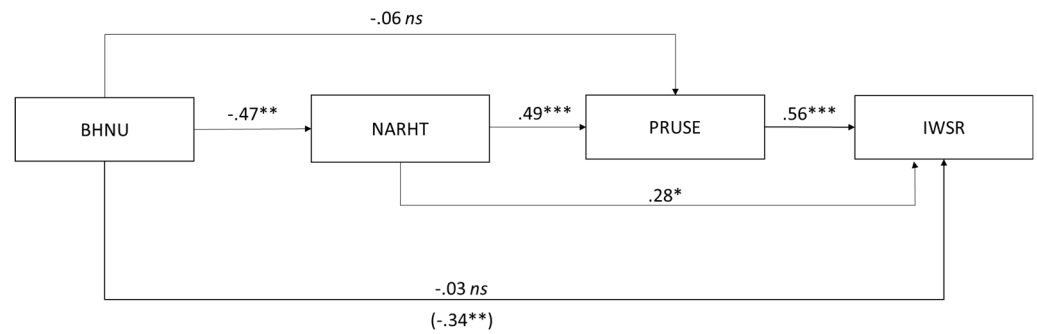 -.06 ns
BHNU
-.47**
NARHT
.49***
PRUSE
.56***
IWSR
.28*
-.03 ns
(-.34**)